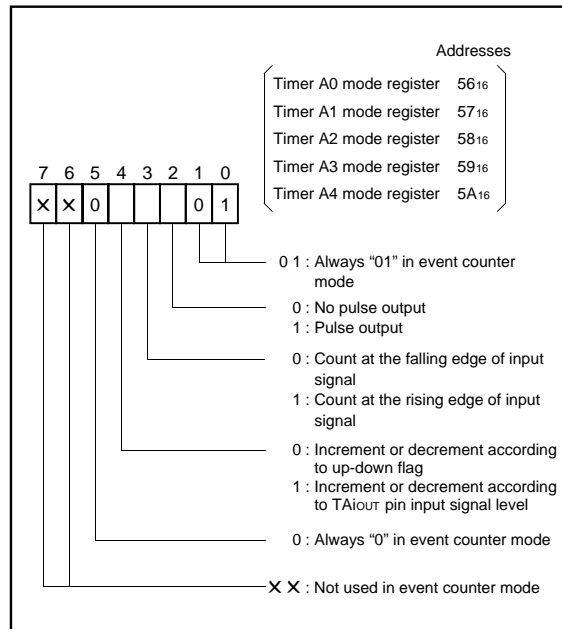 Addresses
Timer A0 mode register 5616
Timer A1 mode register 5716
Timer A2 mode register 5816
Timer A3 mode register 5916
Timer A4 mode register 5A16
7 6 5 4 3 2 1 0
× × 0 0 1
0 1 : Always “01” in event counter
mode
0 : No pulse output
1 : Pulse output
0 : Count at the falling edge of input
signal
1 : Count at the rising edge of input
signal
0 : Increment or decrement according
to up-down flag
1 : Increment or decrement according
to TAiOUT pin input signal level
0 : Always “0” in event counter mode
× × : Not used in event counter mode